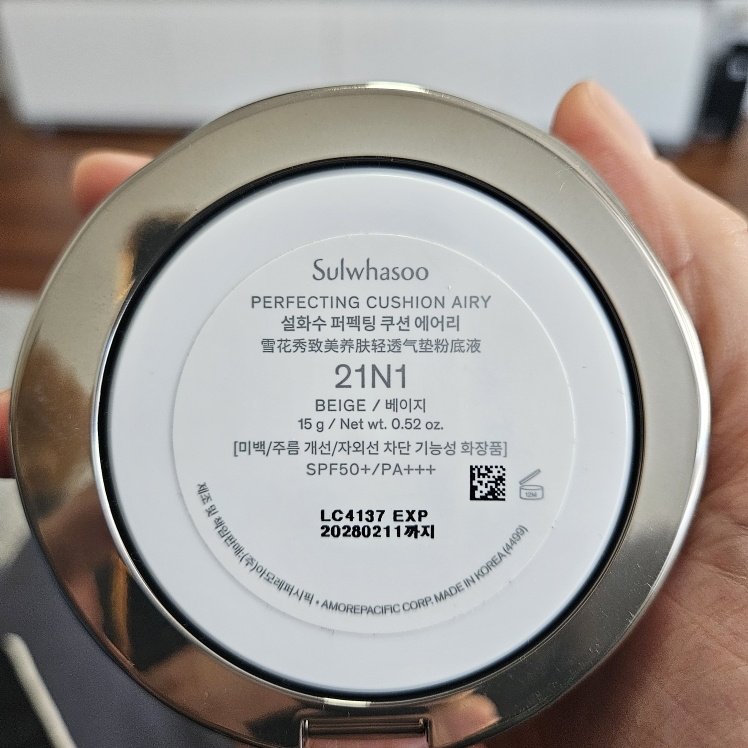 Sulwhasoo
PERFECTING CUSHION AIRY
설화수 퍼펙팅 쿠션 에어리
雪花秀致美养肤轻透气垫粉底液
21N1
BEIGE / 베이지
15 g / Net wt. 0.52 oz.
[미백/주름 개선/자외선 차단 기능성 화장품]
SPF50+/PA+++
12M
LC4137 EXP
20280211까지
제조 및 책임판매:(주)아모레퍼시픽 • AMOREPACIFIC CORP. MADE IN KOREA (4499)